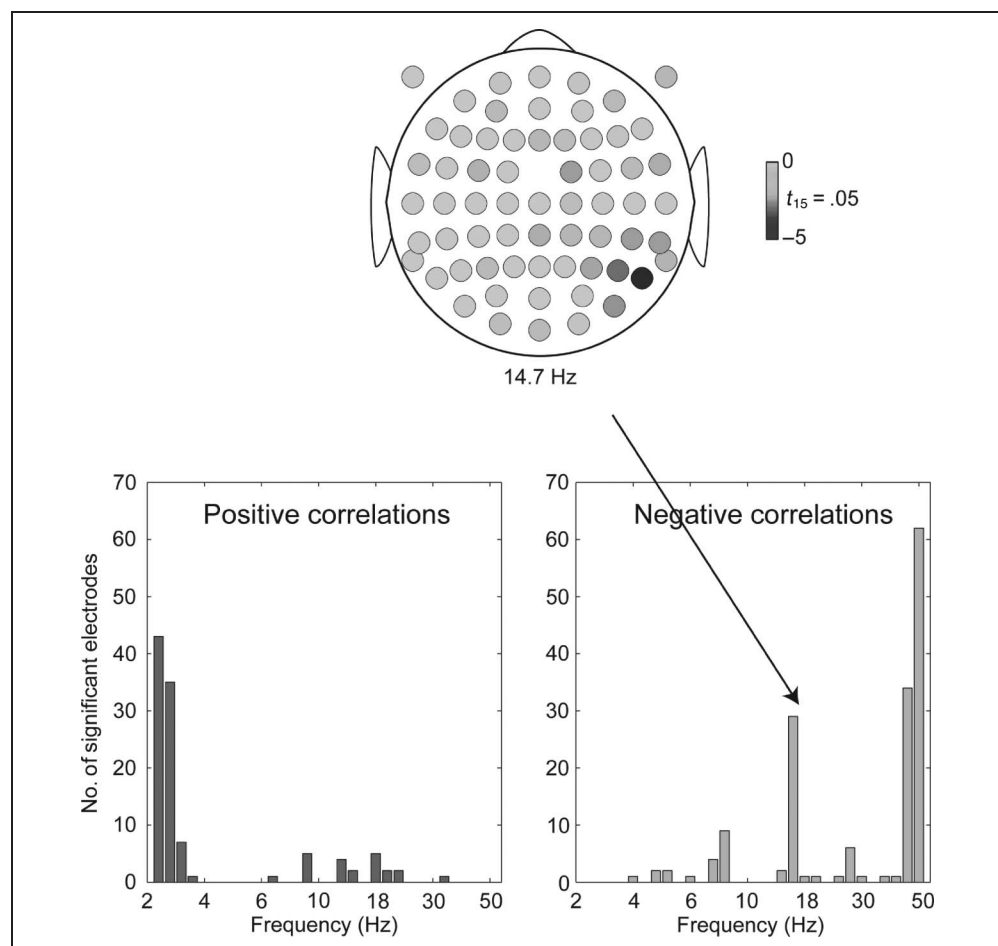 0
t15 = .05
–5
14.7 Hz
70
60
50
40
30
20
10
0
No. of significant electrodes
Positive correlations
2 4 6 10 18 30 50
Frequency (Hz)
70
60
50
40
30
20
10
0
Negative correlations
2 4 6 10 18 30 50
Frequency (Hz)